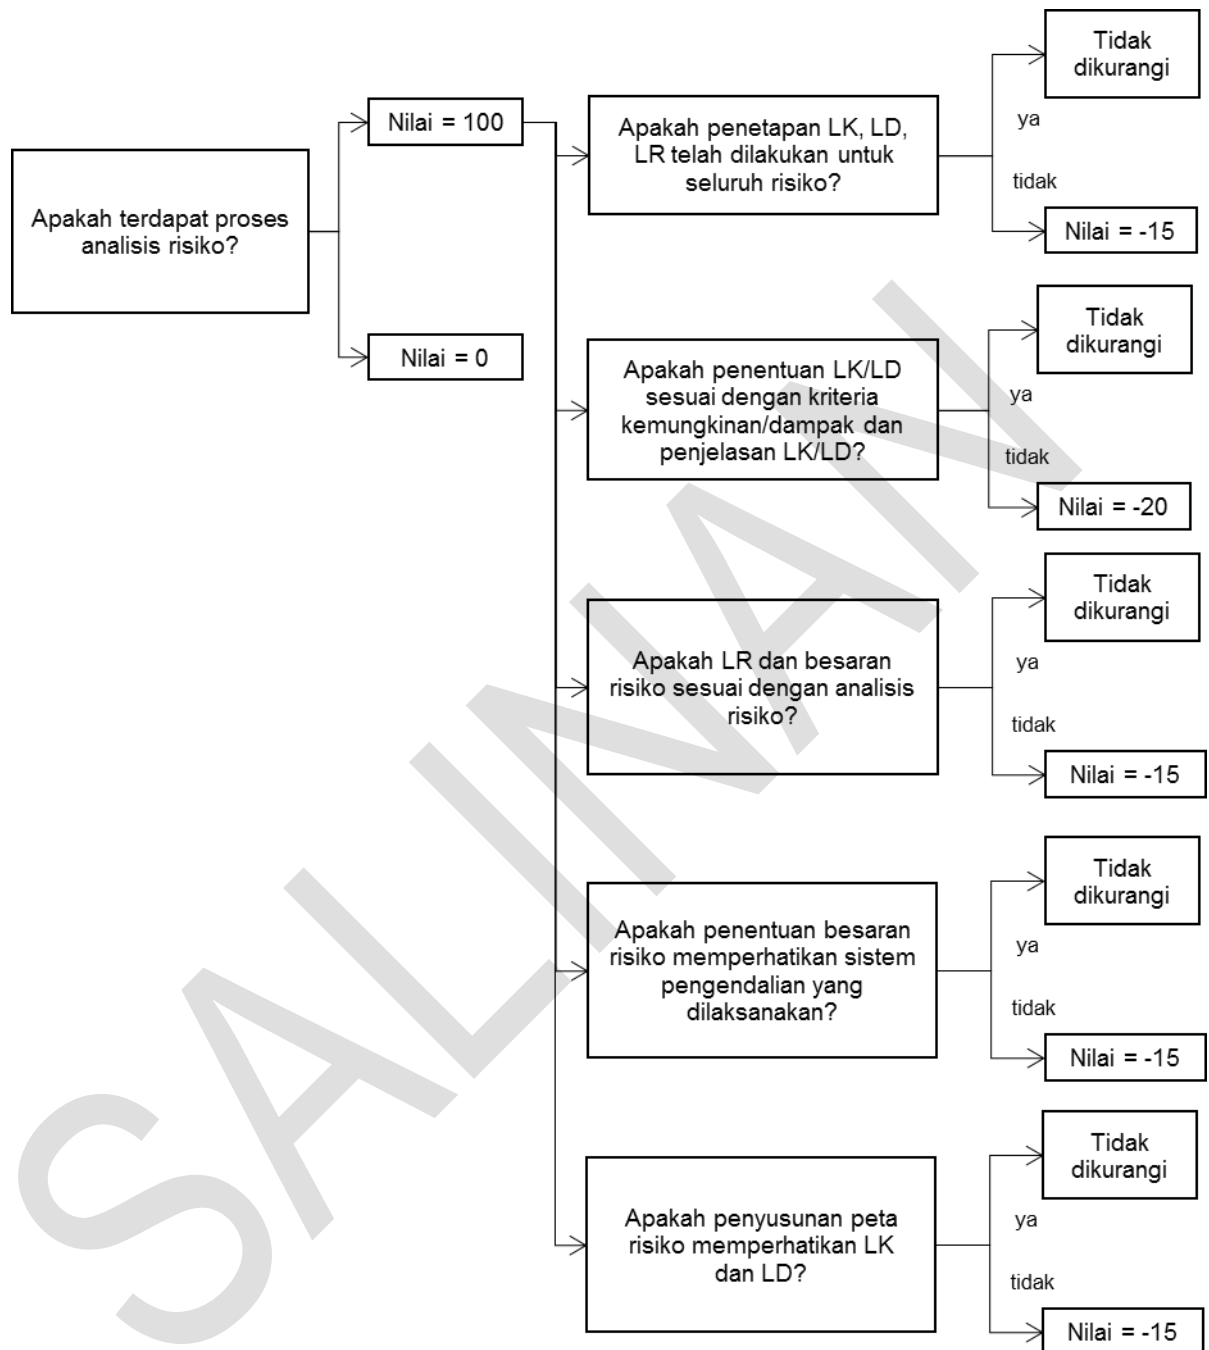 Apakah terdapat proses
analisis risiko?
Nilai = 100
Nilai = 0
Apakah penetapan LK, LD,
LR telah dilakukan untuk
seluruh risiko?
Tidak
dikurangi
ya
tidak
Nilai = -15
Apakah penentuan LK/LD
sesuai dengan kriteria
kemungkinan/dampak dan
penjelasan LK/LD?
Tidak
dikurangi
ya
tidak
Nilai = -20
Apakah LR dan besaran
risiko sesuai dengan analisis
risiko?
Tidak
dikurangi
ya
tidak
Nilai = -15
Apakah penentuan besaran
risiko memperhatikan sistem
pengendalian yang
dilaksanakan?
Tidak
dikurangi
ya
tidak
Nilai = -15
Apakah penyusunan peta
risiko memperhatikan LK
dan LD?
Tidak
dikurangi
ya
tidak
Nilai = -15
SALINAN